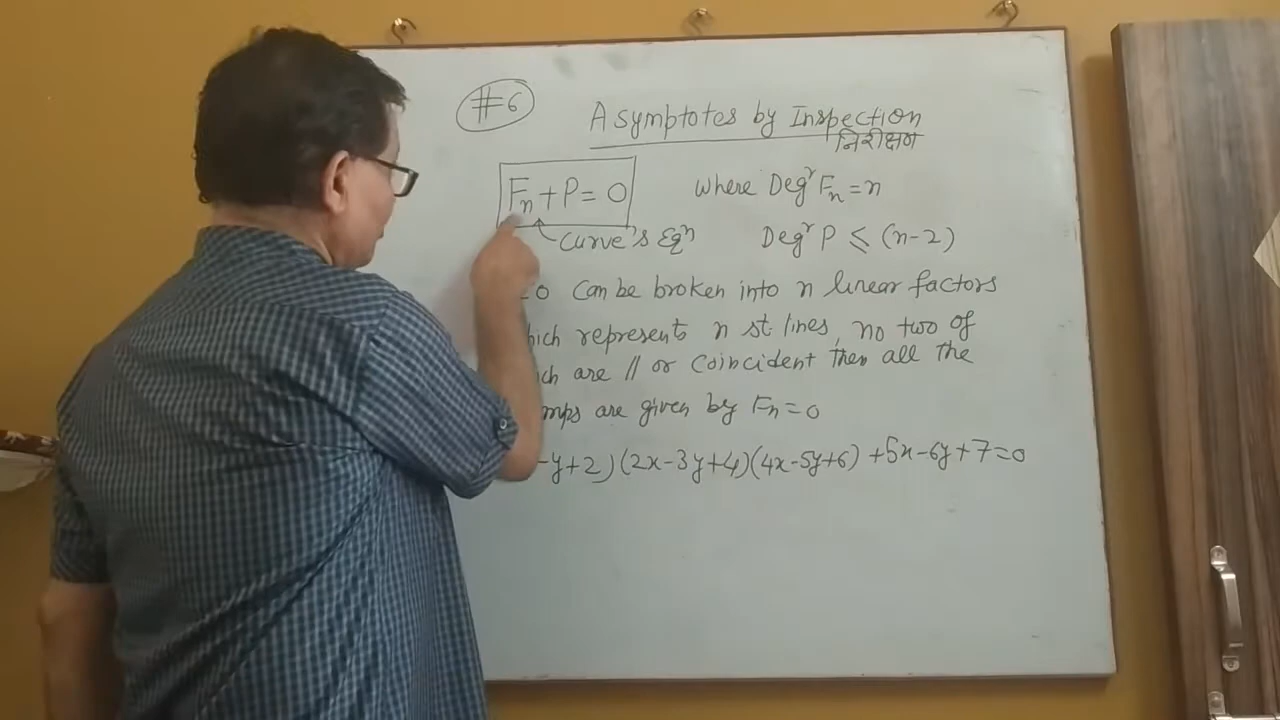 #6
Asymptotes by Inspection
निरीक्षण
Fn + P = 0 where Degʳ Fn = n
Curve's Eqⁿ Degʳ P ⩽ (n-2)
0 can be broken into n linear factors
represents n st. lines, no two of
are // or coincident then all the
are given by Fn = 0
-y+2)(2x-3y+4)(4x-5y+6) +5x-6y+7=0